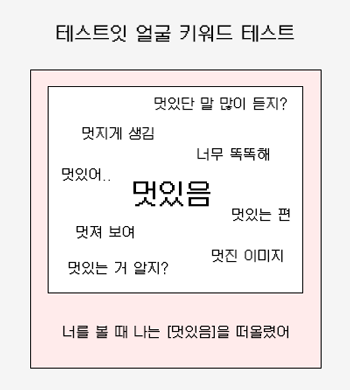 테스트잇 얼굴 키워드 테스트
멋있단 말 많이 듣지?
멋지게 생김
너무 똑똑해
멋있어..
멋있음
멋있는 편
멋져 보여
멋진 이미지
멋있는 거 알지?
너를 볼 때 나는 [멋있음]을 떠올렸어